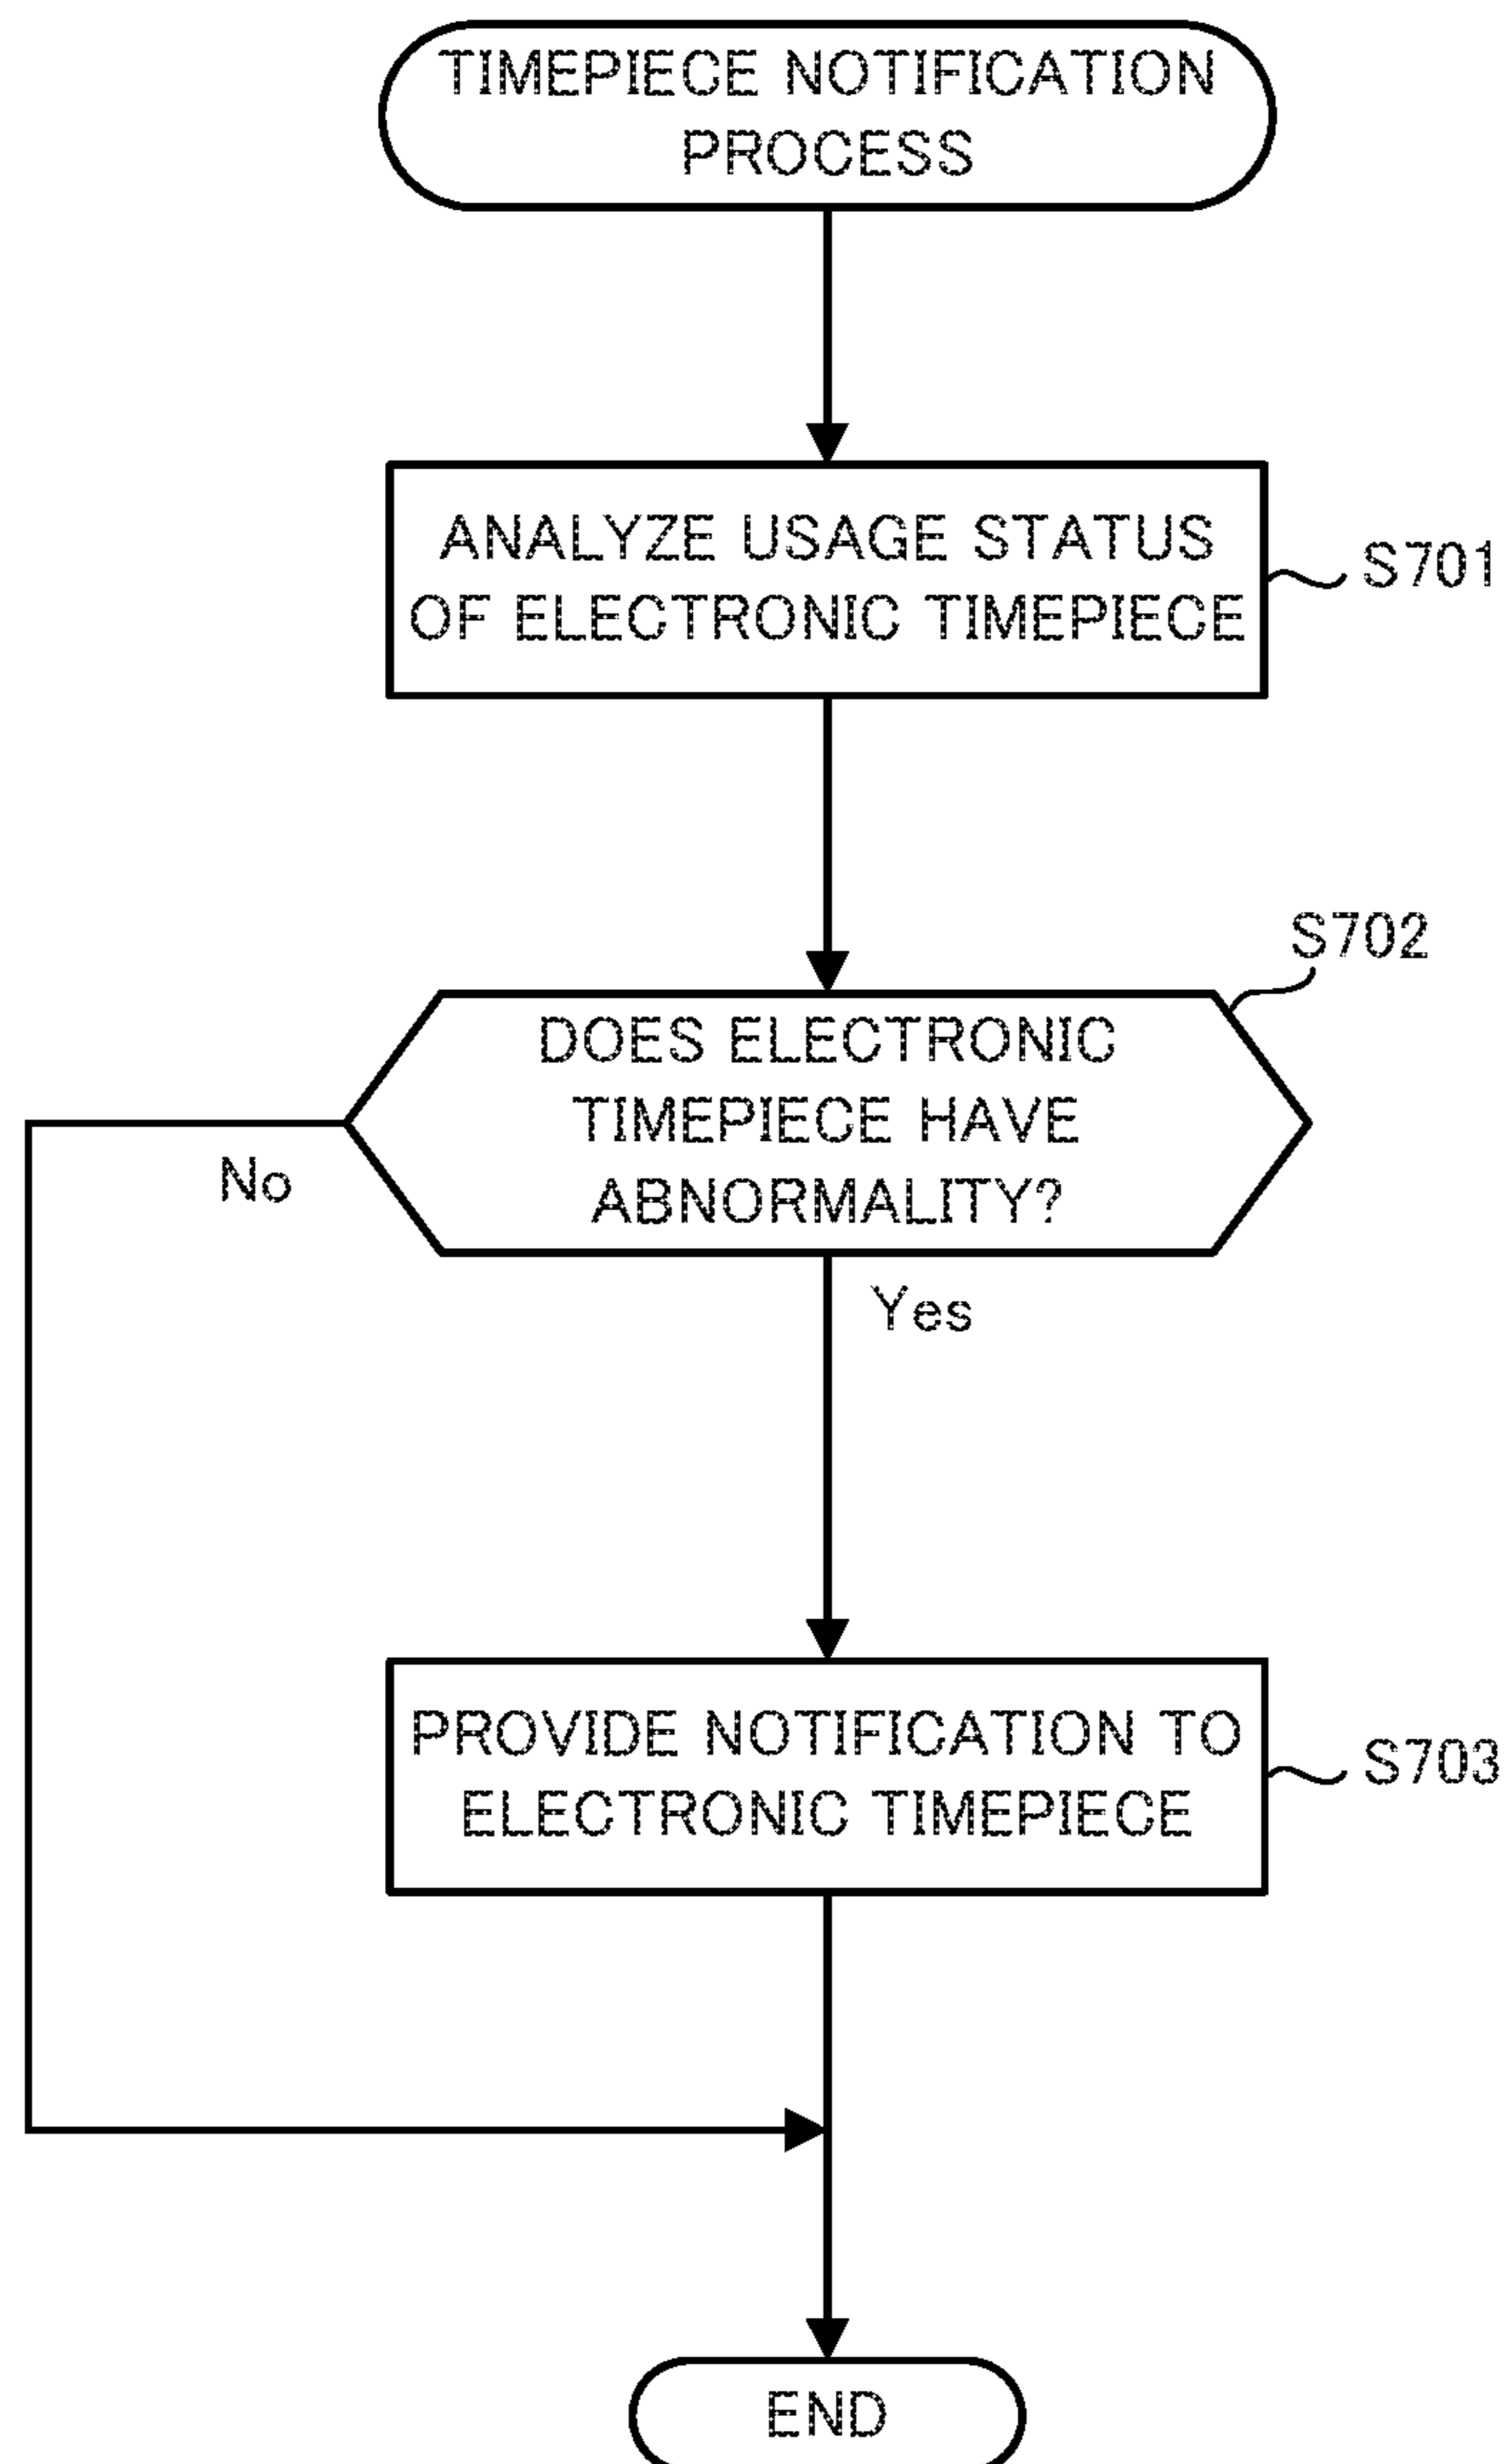 TIMEPIECE NOTIFICATION
PROCESS
ANALYZE USAGE STATUS
OF ELECTRONIC TIMEPIECE
S701
S702
DOES ELECTRONIC
TIMEPIECE HAVE
ABNORMALITY?
No
Yes
PROVIDE NOTIFICATION TO
ELECTRONIC TIMEPIECE
S703
END